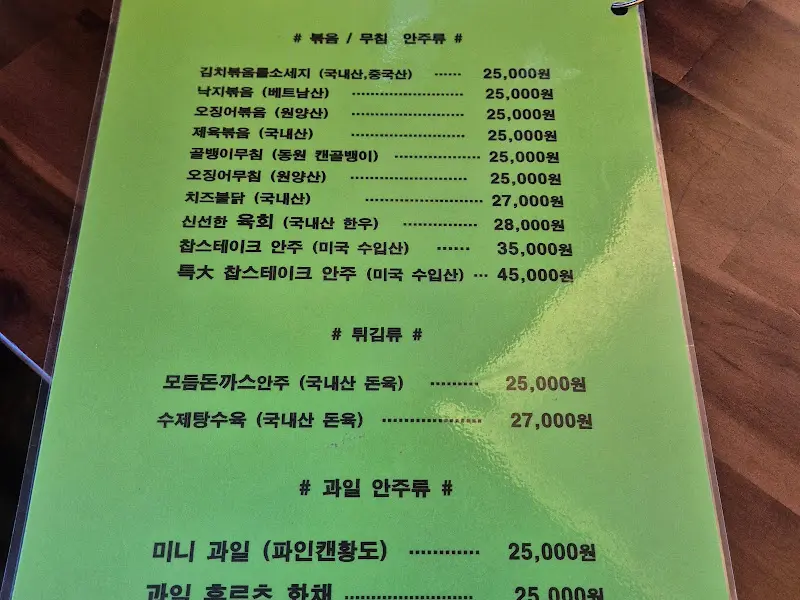 # 볶음 / 무침 안주류 #
김치볶음롤소세지 (국내산,중국산) ······ 25,000원
낙지볶음 (베트남산) ······················ 25,000원
오징어볶음 (원양산) ······················ 25,000원
제육볶음 (국내산) ······················ 25,000원
골뱅이무침 (동원 캔골뱅이) ·················· 25,000원
오징어무침 (원양산) ······················ 25,000원
치즈불닭 (국내산) ······················ 27,000원
신선한 육회 (국내산 한우) ··············· 28,000원
찹스테이크 안주 (미국 수입산) ······ 35,000원
특大 찹스테이크 안주 (미국 수입산) ··· 45,000원
# 튀김류 #
모듬돈까스안주 (국내산 돈육) ········· 25,000원
수제탕수육 (국내산 돈육) ·················· 27,000원
# 과일 안주류 #
미니 과일 (파인캔황도) ············ 25,000원
과일 후르츠 화채 ····················· 25,000원